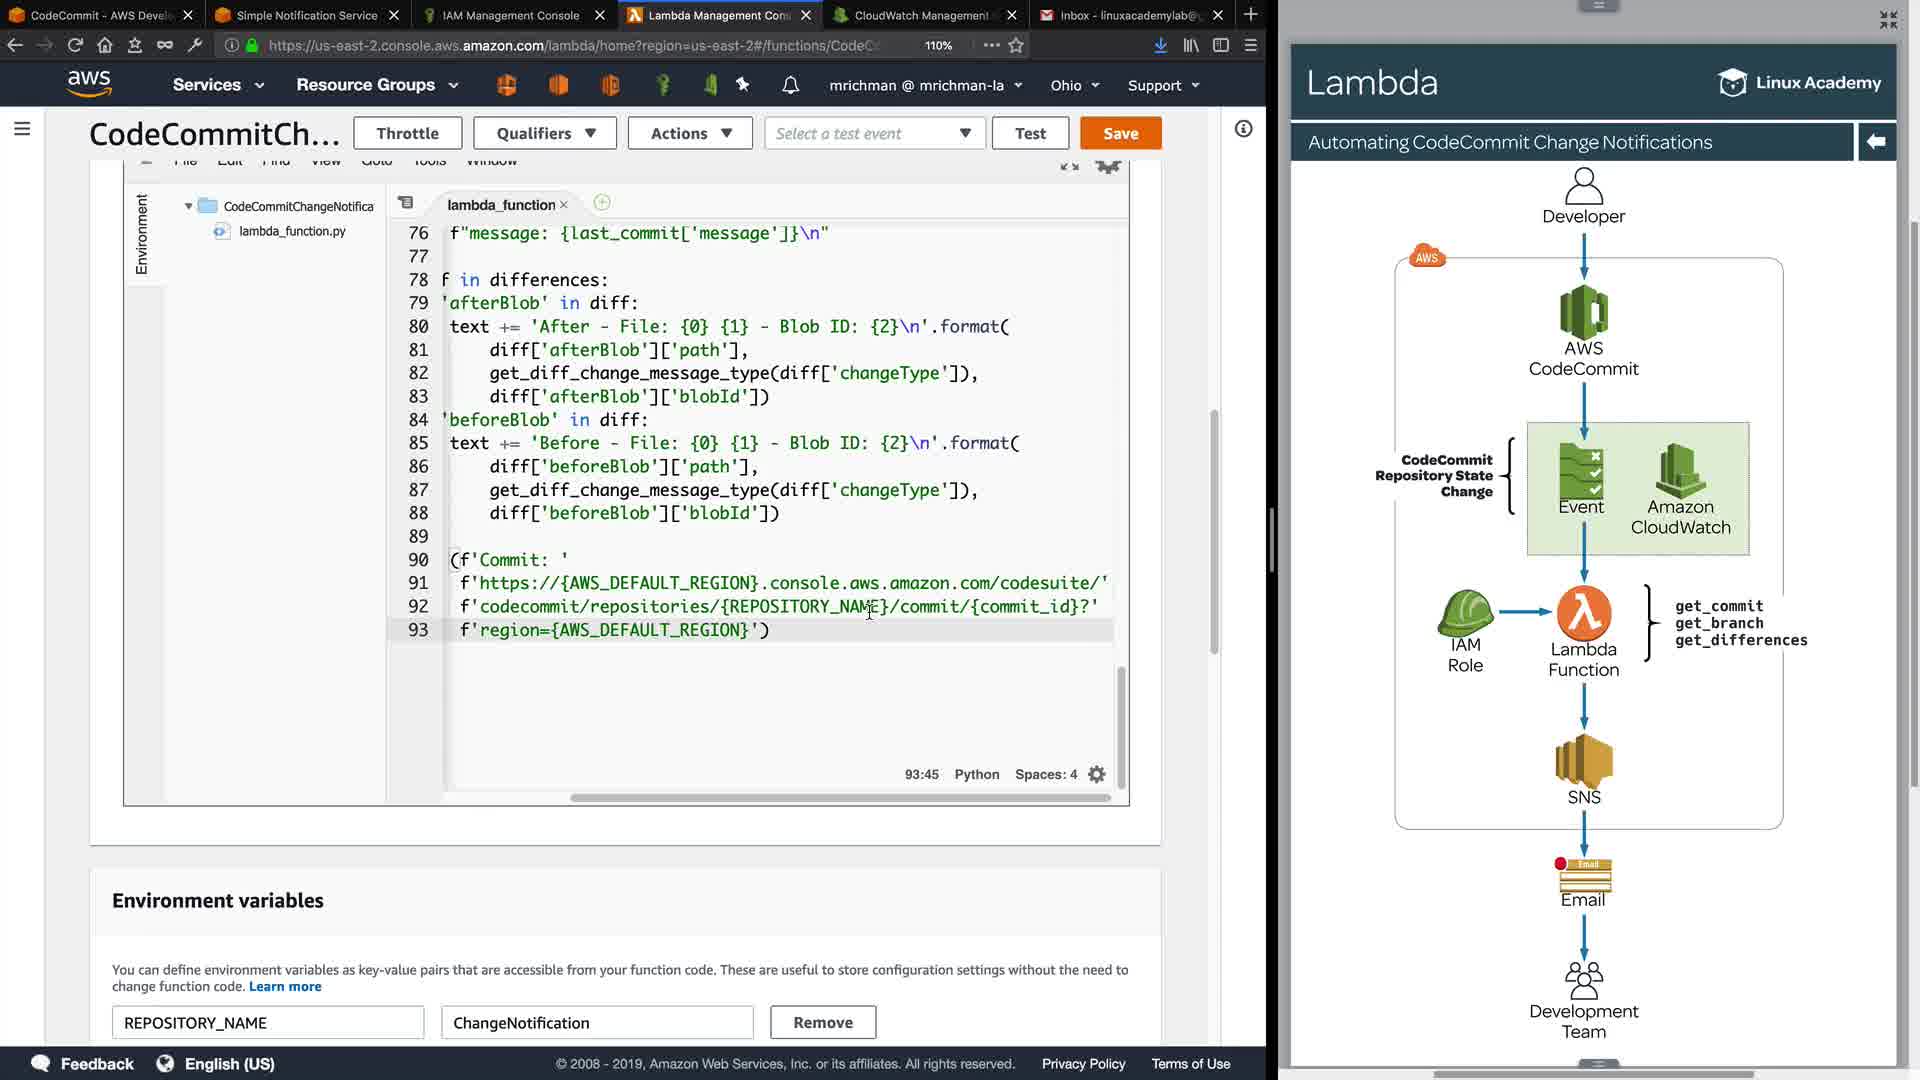 CodeCommit - AWS Devel
Simple Notification Service
IAM Management Console
Lambda Management Con
CloudWatch Management
Inbox - linuxacademylab@
https://us-east-2.console.aws.amazon.com/lambda/home?region=us-east-2#/functions/CodeCo
110%
aws
Services
Resource Groups
mrichman @ mrichman-la
Ohio
Support
CodeCommitCh...
Throttle
Qualifiers
Actions
Select a test event
Test
Save
File Edit Find View Goto Tools Window
Environment
CodeCommitChangeNotifica
lambda_function.py
lambda_function
76 f"message: {last_commit['message']}\n"
77
78 f in differences:
79 'afterBlob' in diff:
80 text += 'After - File: {0} {1} - Blob ID: {2}\n'.format(
81 diff['afterBlob']['path'],
82 get_diff_change_message_type(diff['changeType']),
83 diff['afterBlob']['blobId'])
84 'beforeBlob' in diff:
85 text += 'Before - File: {0} {1} - Blob ID: {2}\n'.format(
86 diff['beforeBlob']['path'],
87 get_diff_change_message_type(diff['changeType']),
88 diff['beforeBlob']['blobId'])
89
90 (f'Commit: '
91 f'https://{AWS_DEFAULT_REGION}.console.aws.amazon.com/codesuite/'
92 f'codecommit/repositories/{REPOSITORY_NAME}/commit/{commit_id}?'
93 f'region={AWS_DEFAULT_REGION}')
93:45 Python Spaces: 4
Environment variables
You can define environment variables as key-value pairs that are accessible from your function code. These are useful to store configuration settings without the need to
change function code. Learn more
REPOSITORY_NAME
ChangeNotification
Remove
Feedback
English (US)
© 2008 - 2019, Amazon Web Services, Inc. or its affiliates. All rights reserved.
Privacy Policy
Terms of Use
Lambda
Linux Academy
Automating CodeCommit Change Notifications
Developer
AWS
AWS
CodeCommit
CodeCommit
Repository State
Change
Event
Amazon
CloudWatch
IAM
Role
Lambda
Function
get_commit
get_branch
get_differences
SNS
Email
Email
Development
Team